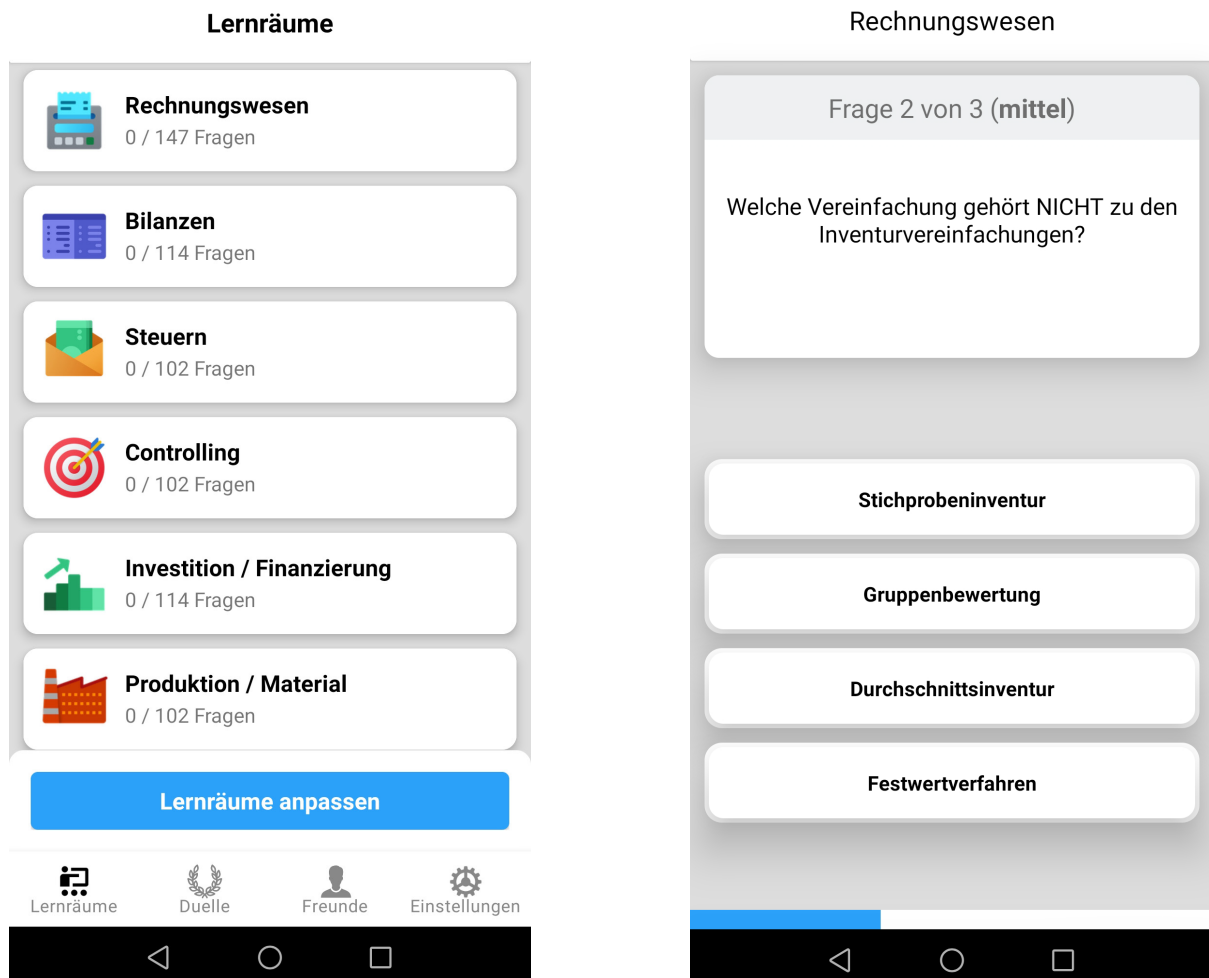 Lernräume
Rechnungswesen
0 / 147 Fragen
Bilanzen
0 / 114 Fragen
Steuern
0 / 102 Fragen
Controlling
0 / 102 Fragen
Investition / Finanzierung
0 / 114 Fragen
Produktion / Material
0 / 102 Fragen
Lernräume anpassen
Lernräume
Duelle
Freunde
Einstellungen
Rechnungswesen
Frage 2 von 3 (mittel)
Welche Vereinfachung gehört NICHT zu den
Inventurvereinfachungen?
Stichprobeninventur
Gruppenbewertung
Durchschnittsinventur
Festwertverfahren